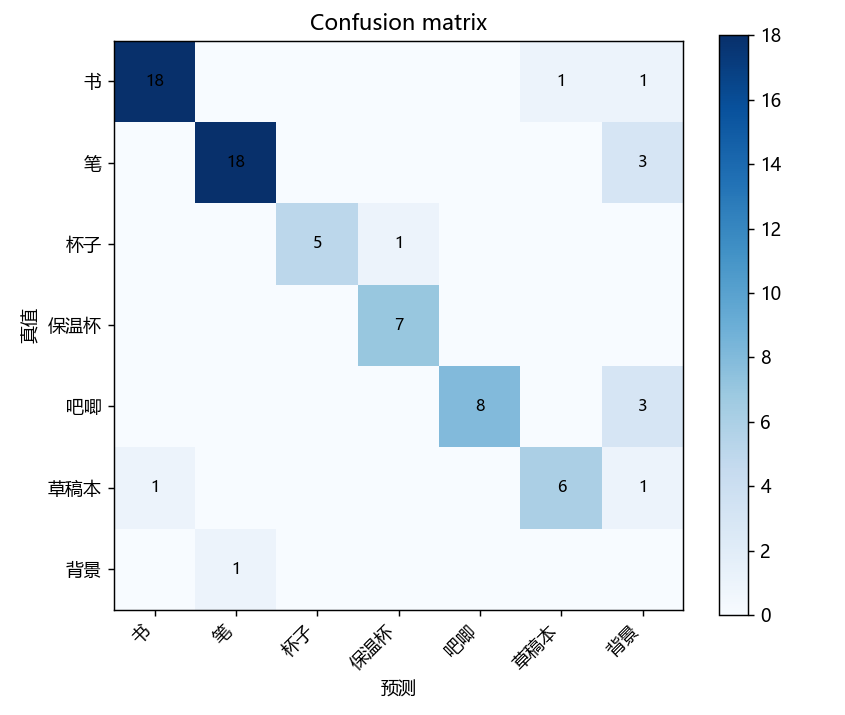 Confusion matrix
书 18 1 1
笔 18 3
杯子 5 1
保温杯 7
吧唧 8 3
草稿本 1 6 1
背景 1
真值
书 笔 杯子 保温杯 吧唧 草稿本 背景
预测
18
16
14
12
10
8
6
4
2
0